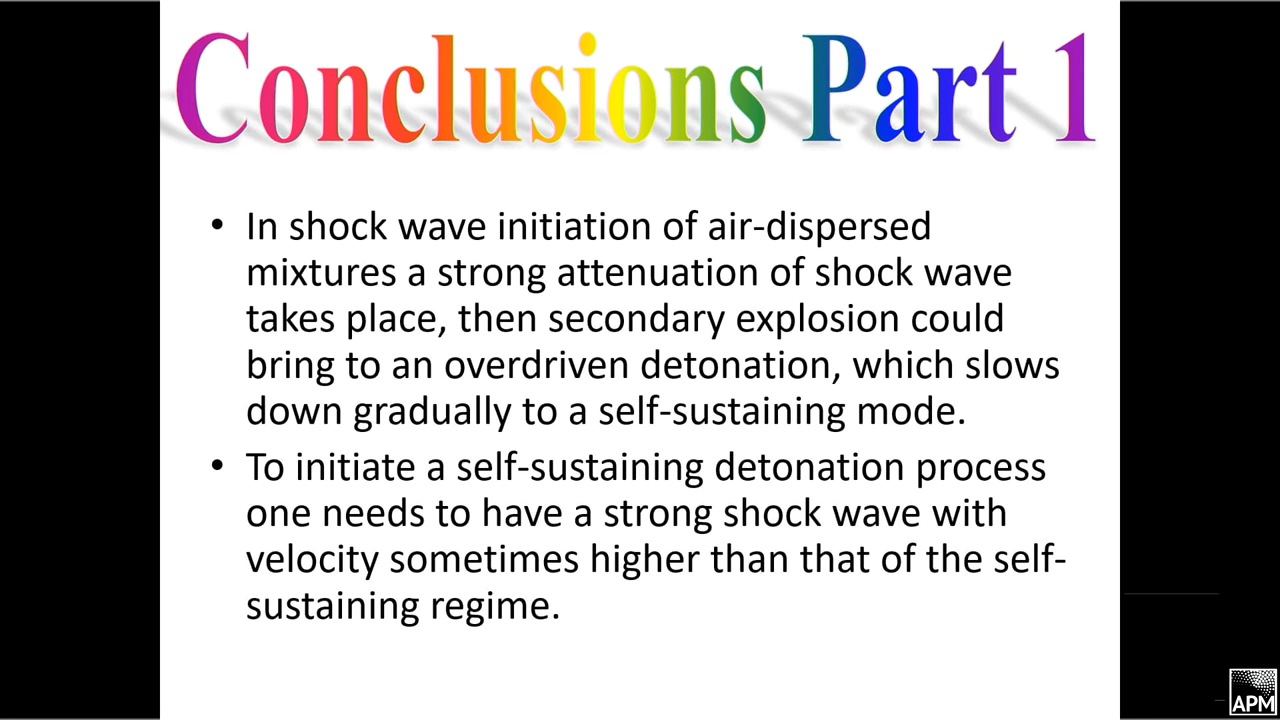 Conclusions Part 1
• In shock wave initiation of air-dispersed
mixtures a strong attenuation of shock wave
takes place, then secondary explosion could
bring to an overdriven detonation, which slows
down gradually to a self-sustaining mode.
• To initiate a self-sustaining detonation process
one needs to have a strong shock wave with
velocity sometimes higher than that of the self-
sustaining regime.
APM